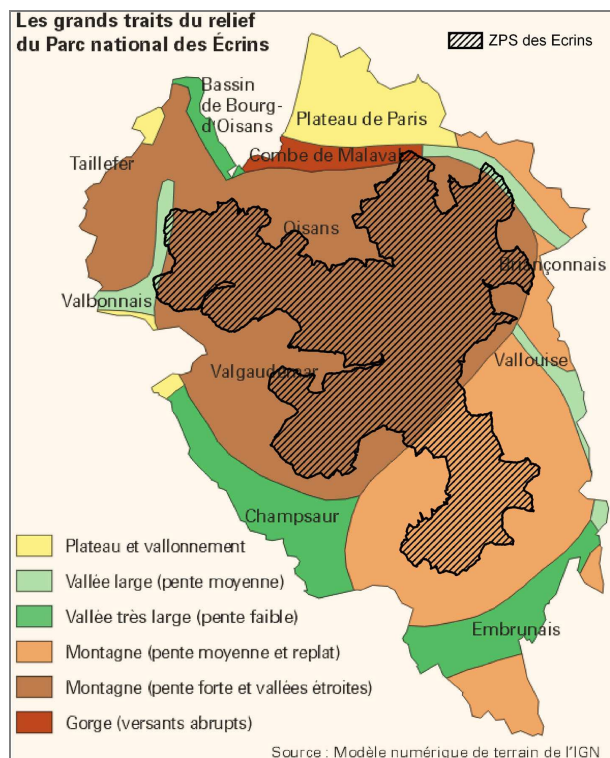 Les grands traits du relief
du Parc national des Écrins
ZPS des Ecrins
Bassin
de Bourg-
d'Oisans
Plateau de Paris
Combe de Malaval
Taillefer
Oisans
Briançonnais
Valbonnais
Vallouise
Valgaudemar
Champsaur
Embrunais
Plateau et vallonnement
Vallée large (pente moyenne)
Vallée très large (pente faible)
Montagne (pente moyenne et replat)
Montagne (pente forte et vallées étroites)
Gorge (versants abrupts)
Source : Modèle numérique de terrain de l'IGN